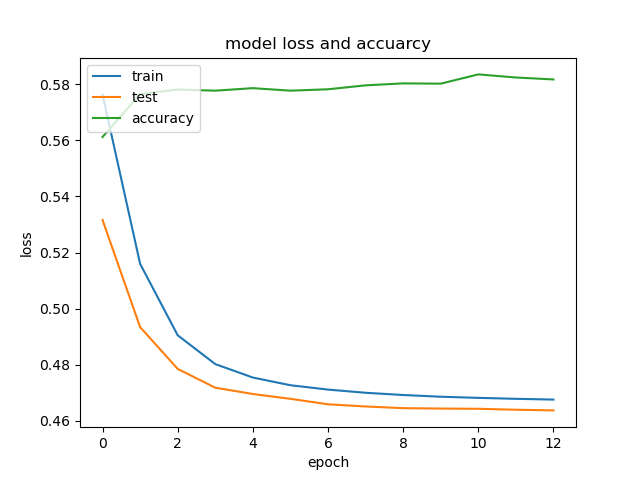 model loss and accuarcy
train
test
accuracy
0.58
0.56
0.54
0.52
0.50
0.48
0.46
loss
0 2 4 6 8 10 12
epoch